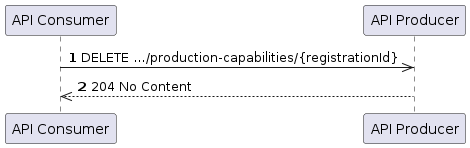 API Consumer
API Producer
1 DELETE .../production-capabilities/{registrationId}
2 204 No Content
API Consumer
API Producer